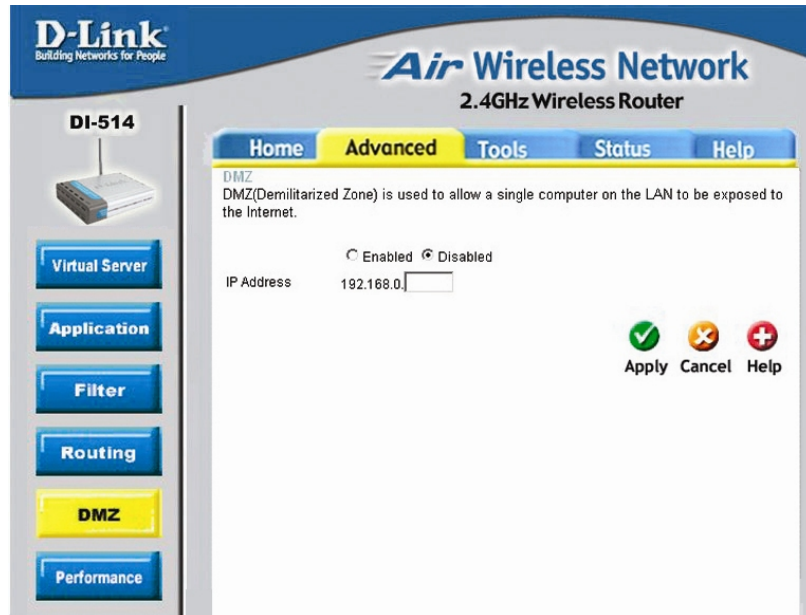 D-Link
Building Networks for People
Air Wireless Network
2.4GHz Wireless Router
DI-514
Home Advanced Tools Status Help
DMZ
DMZ(Demilitarized Zone) is used to allow a single computer on the LAN to be exposed to
the Internet.
Enabled Disabled
IP Address 192.168.0.
Apply Cancel Help
Virtual Server
Application
Filter
Routing
DMZ
Performance